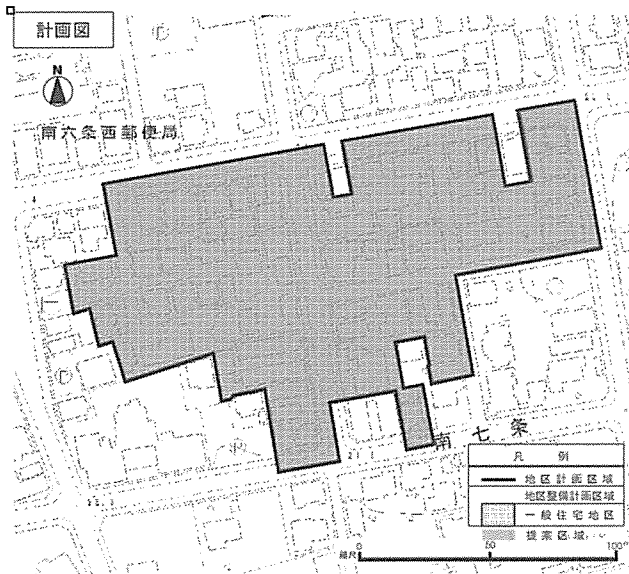 計画図
N
南六条西郵便局
南七条
凡例
地区計画区域
地区整備計画区域
一般住宅地区
提案区域
縮尺 0 50 100